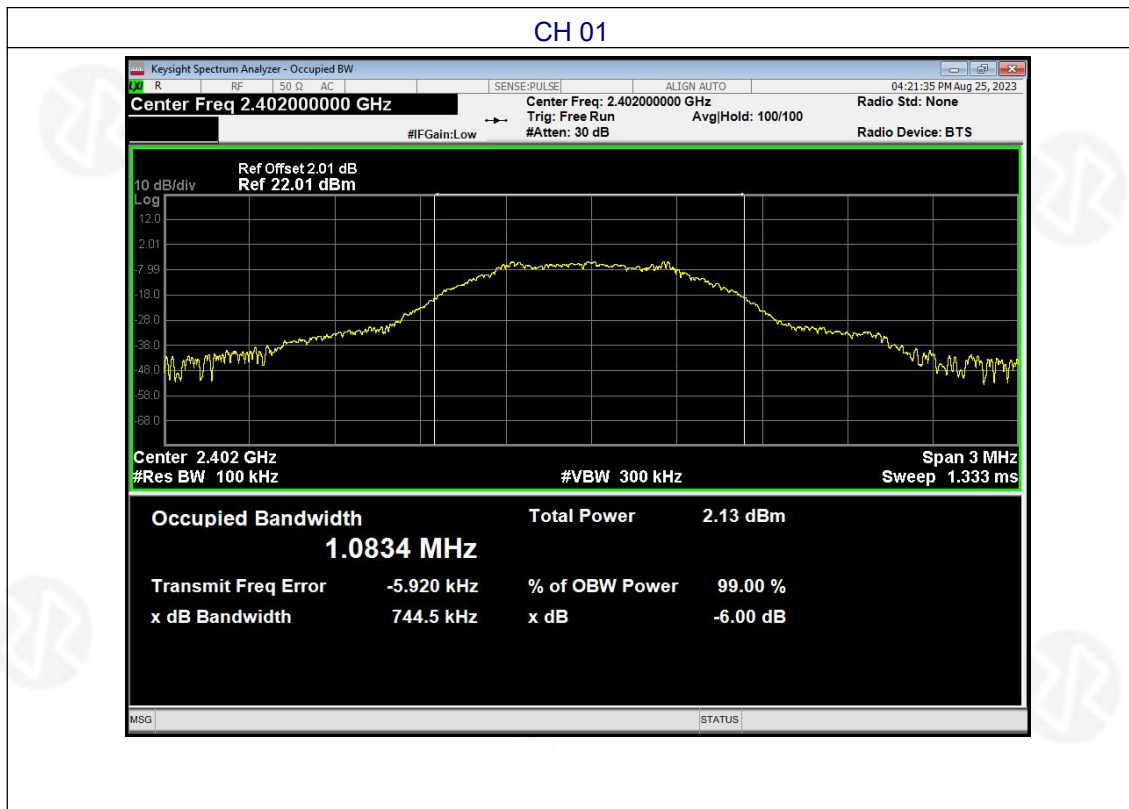 CH 01
Keysight Spectrum Analyzer - Occupied BW
LXI R RF 50 Ω AC SENSE:PULSE ALIGN AUTO 04:21:35 PM Aug 25, 2023
Center Freq 2.402000000 GHz Center Freq: 2.402000000 GHz Radio Std: None
Trig: Free Run Avg|Hold: 100/100
#IFGain:Low #Atten: 30 dB Radio Device: BTS
Ref Offset 2.01 dB
10 dB/div Ref 22.01 dBm
Log
12.0
2.01
-7.99
-18.0
-28.0
-38.0
-48.0
-58.0
-68.0
Center 2.402 GHz Span 3 MHz
#Res BW 100 kHz #VBW 300 kHz Sweep 1.333 ms
Occupied Bandwidth Total Power 2.13 dBm
1.0834 MHz
Transmit Freq Error -5.920 kHz % of OBW Power 99.00 %
x dB Bandwidth 744.5 kHz x dB -6.00 dB
MSG STATUS